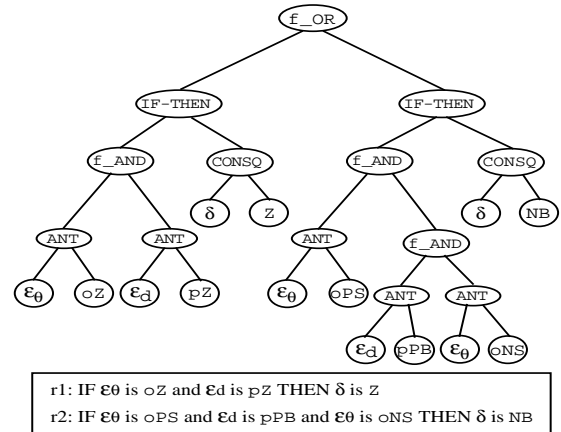 f_OR
IF-THEN IF-THEN
f_AND CONSQ f_AND CONSQ
δ Z δ NB
ANT ANT ANT f_AND
εθ oZ εd pZ εθ oPS ANT ANT
εd pPB εθ oNS
r1: IF εθ is oZ and εd is pZ THEN δ is Z
r2: IF εθ is oPS and εd is pPB and εθ is oNS THEN δ is NB